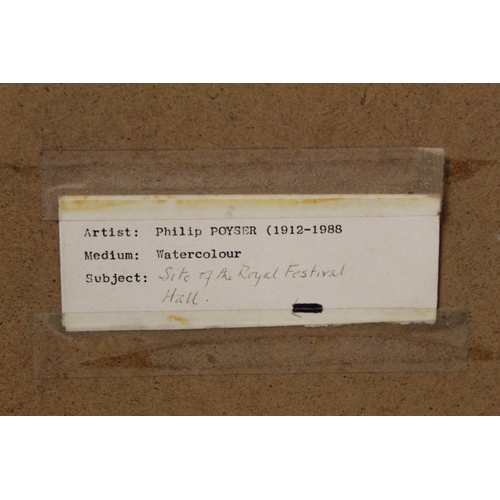 Artist: Philip POYSER (1912-1988
Medium: Watercolour
Subject: Site of the Royal Festival
Hall.